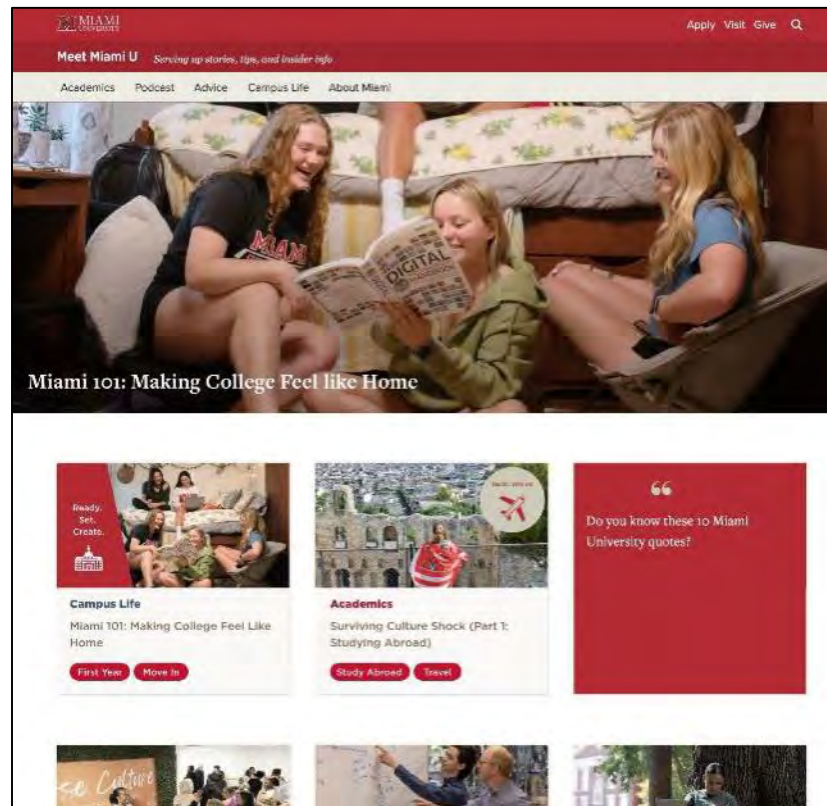 MIAMI
UNIVERSITY
Apply Visit Give
Meet Miami U Serving up stories, tips, and insider info
Academics Podcast Advice Campus Life About Miami
MIAMI
DIGITAL
Miami 101: Making College Feel like Home
Ready.
Set.
Create.
Campus Life
Miami 101: Making College Feel Like
Home
First Year Move In
Academics
Surviving Culture Shock (Part 1:
Studying Abroad)
Study Abroad Travel
“
Do you know these 10 Miami
University quotes?
Culture